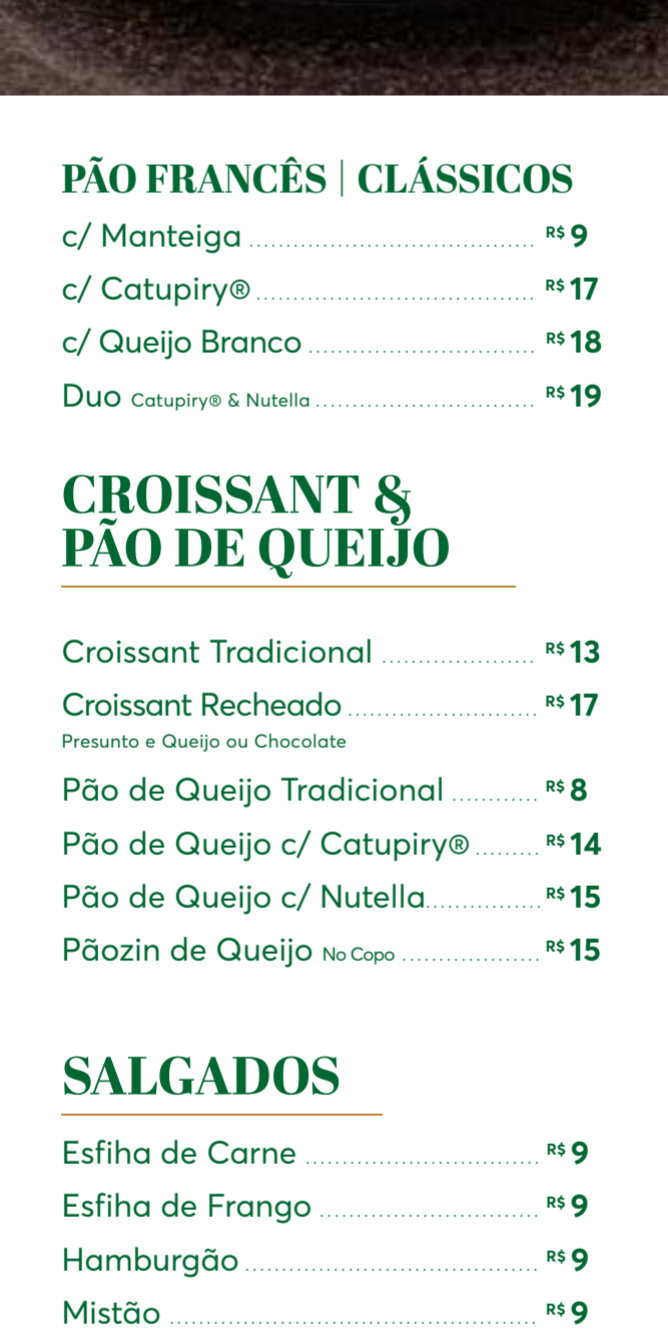 PÃO FRANCÊS | CLÁSSICOS
c/ Manteiga ........................................ R$ 9
c/ Catupiry® ....................................... R$ 17
c/ Queijo Branco ................................ R$ 18
Duo Catupiry® & Nutella ............................... R$ 19
CROISSANT &
PÃO DE QUEIJO
Croissant Tradicional ..................... R$ 13
Croissant Recheado .......................... R$ 17
Presunto e Queijo ou Chocolate
Pão de Queijo Tradicional ............ R$ 8
Pão de Queijo c/ Catupiry® ......... R$ 14
Pão de Queijo c/ Nutella................ R$ 15
Pãozin de Queijo No Copo ................... R$ 15
SALGADOS
Esfiha de Carne ................................ R$ 9
Esfiha de Frango .............................. R$ 9
Hamburgão ........................................ R$ 9
Mistão .................................................. R$ 9